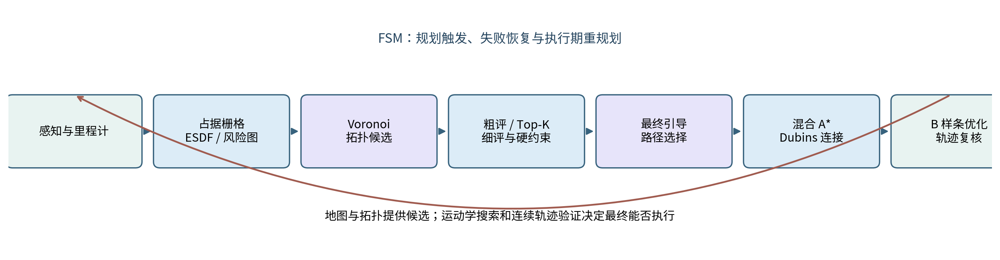 FSM：规划触发、失败恢复与执行期重规划
感知与里程计
占据栅格
ESDF / 风险图
Voronoi
拓扑候选
粗评 / Top-K
细评与硬约束
最终引导
路径选择
混合 A*
Dubins 连接
B 样条优化
轨迹复核
地图与拓扑提供候选；运动学搜索和连续轨迹验证决定最终能否执行